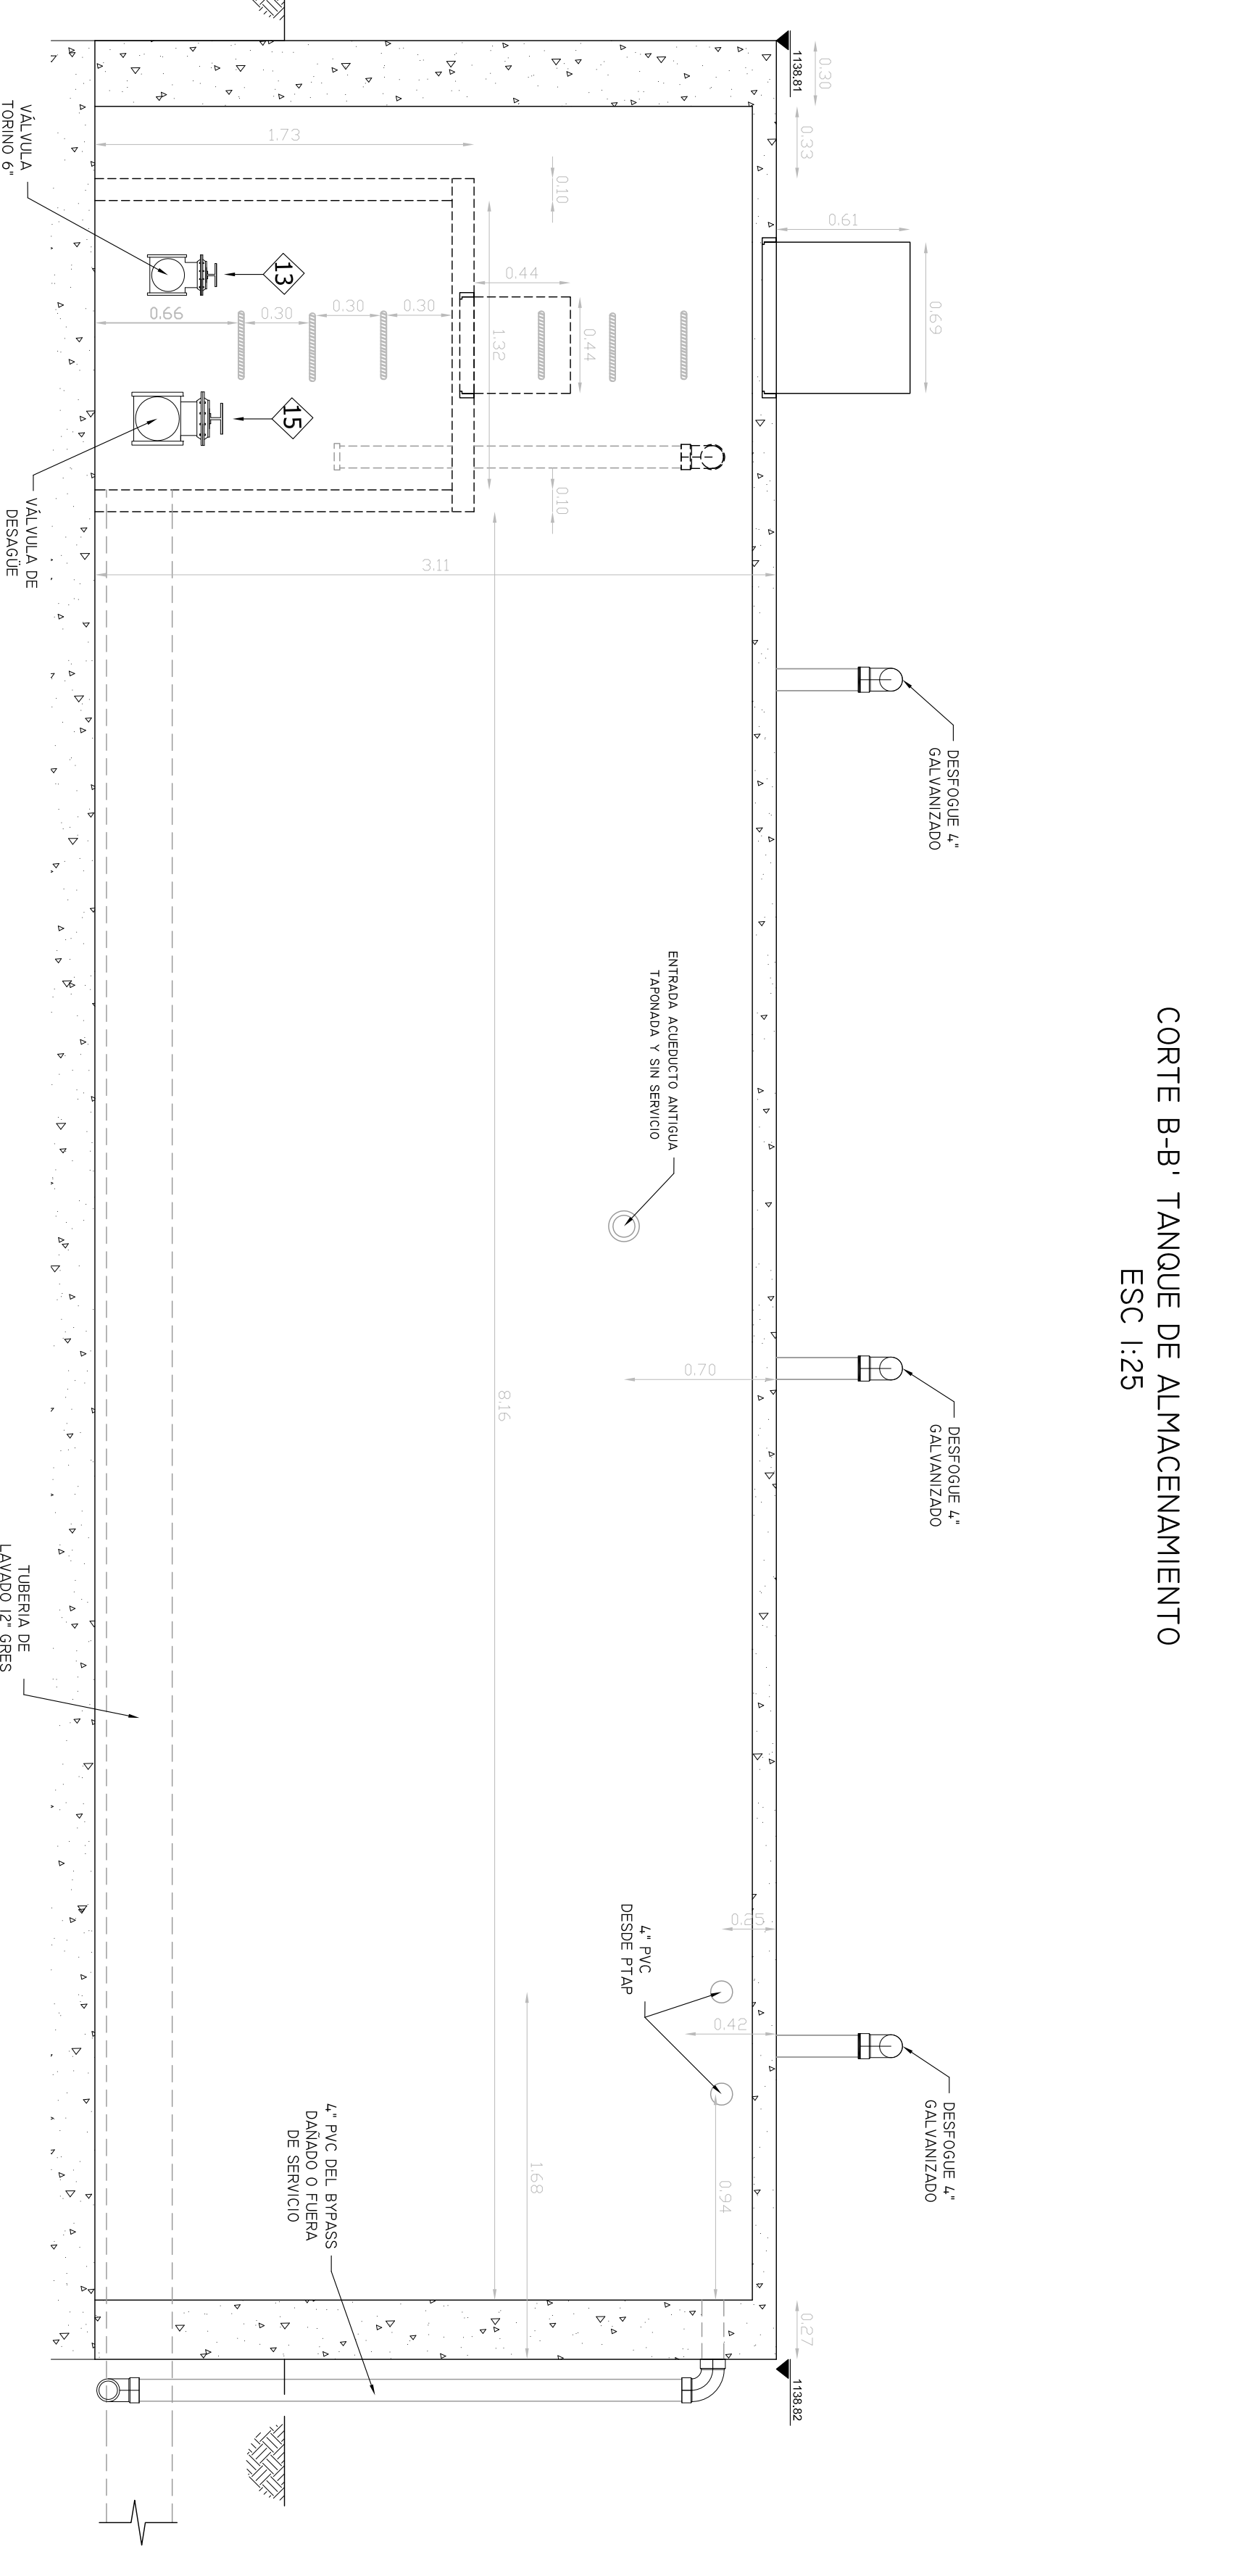 CORTE B-B' TANQUE DE ALMACENAMIENTO
ESC 1:25
DESFOGUE 4"
GALVANIZADO
DESFOGUE 4"
GALVANIZADO
DESFOGUE 4"
GALVANIZADO
1138.81
0.30
0.33
0.61
0.69
1138.82
0.27
1.73
0.10
0.44
0.44
0.30
0.30
0.30
0.66
1.32
0.10
3.11
13
15
ENTRADA ACUEDUCTO ANTIGUA
TAPONADA Y SIN SERVICIO
0.70
8.16
0.25
4" PVC
DESDE PTAP
0.42
0.94
1.68
4" PVC DEL BYPASS
DAÑADO O FUERA
DE SERVICIO
VÁLVULA
TORINO 6"
VÁLVULA DE
DESAGÜE
TUBERIA DE
LAVADO 12" GRES